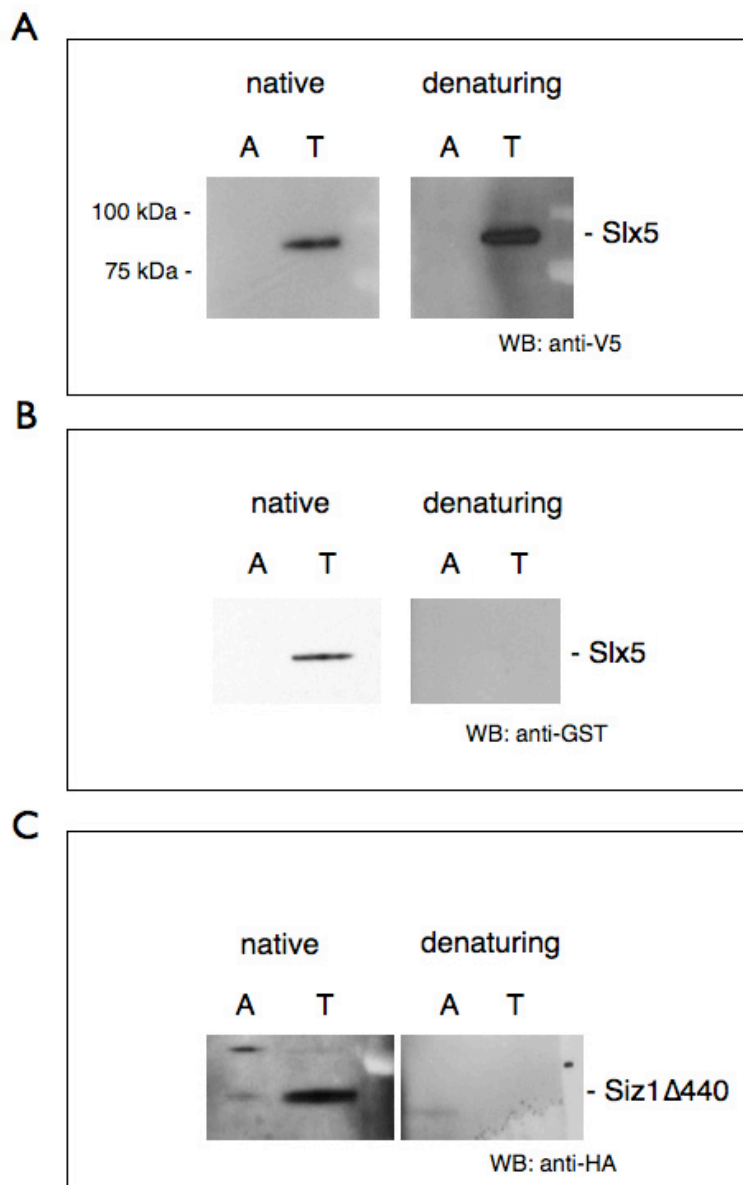 A
native denaturing
A T A T
100 kDa -
75 kDa -
- Slx5
WB: anti-V5
B
native denaturing
A T A T
- Slx5
WB: anti-GST
C
native denaturing
A T A T
- Siz1Δ440
WB: anti-HA